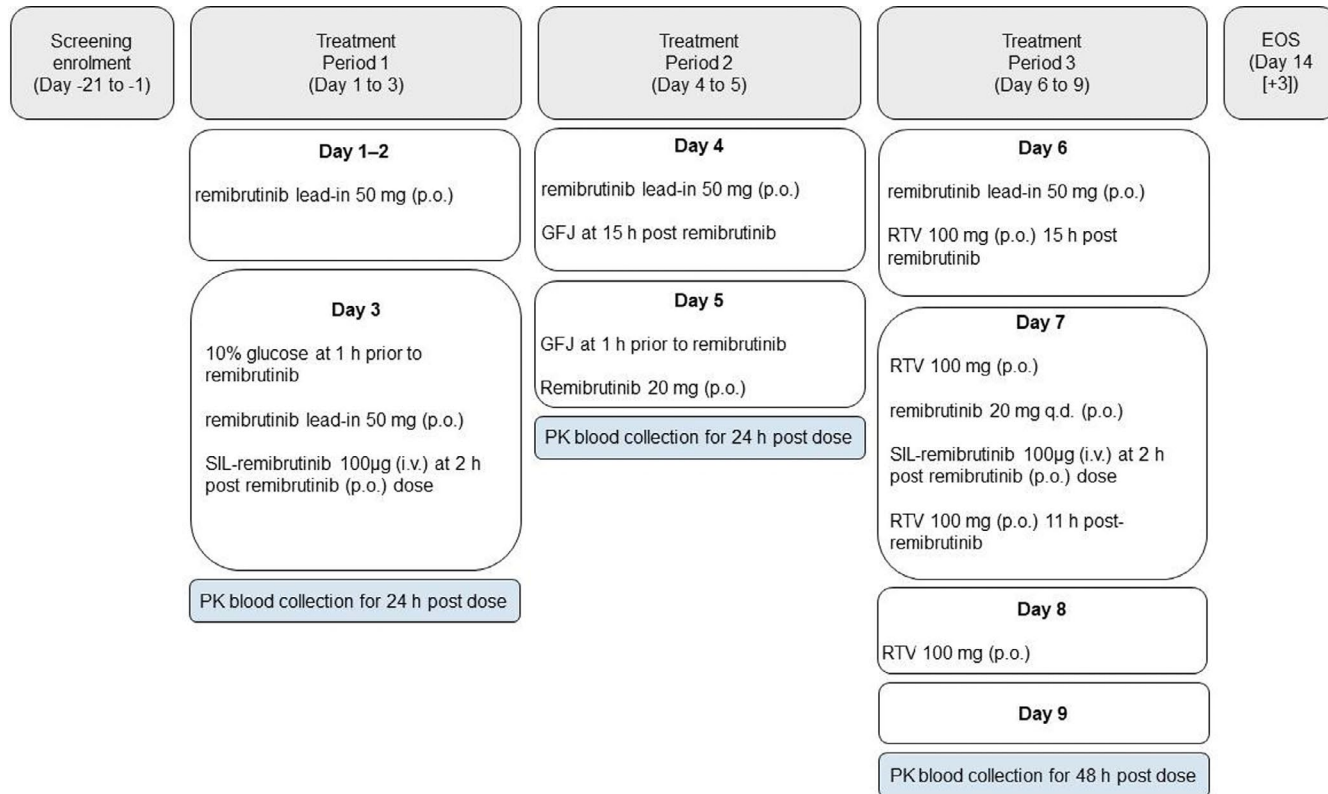 Screening
enrolment
(Day -21 to -1)
Treatment
Period 1
(Day 1 to 3)
Treatment
Period 2
(Day 4 to 5)
Treatment
Period 3
(Day 6 to 9)
EOS
(Day 14
[+3])
Day 1–2
remibrutinib lead-in 50 mg (p.o.)
Day 3
10% glucose at 1 h prior to
remibrutinib
remibrutinib lead-in 50 mg (p.o.)
SIL-remibrutinib 100µg (i.v.) at 2 h
post remibrutinib (p.o.) dose
PK blood collection for 24 h post dose
Day 4
remibrutinib lead-in 50 mg (p.o.)
GFJ at 15 h post remibrutinib
Day 5
GFJ at 1 h prior to remibrutinib
Remibrutinib 20 mg (p.o.)
PK blood collection for 24 h post dose
Day 6
remibrutinib lead-in 50 mg (p.o.)
RTV 100 mg (p.o.) 15 h post
remibrutinib
Day 7
RTV 100 mg (p.o.)
remibrutinib 20 mg q.d. (p.o.)
SIL-remibrutinib 100µg (i.v.) at 2 h
post remibrutinib (p.o.) dose
RTV 100 mg (p.o.) 11 h post-
remibrutinib
Day 8
RTV 100 mg (p.o.)
Day 9
PK blood collection for 48 h post dose